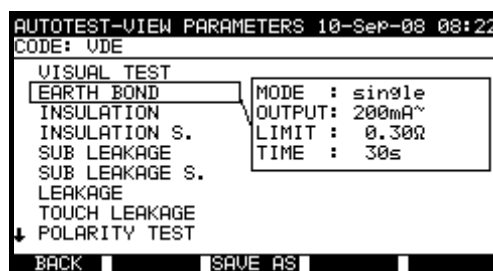 AUTOTEST-VIEW PARAMETERS 10-Sep-08 08:22
CODE: VDE
VISUAL TEST
EARTH BOND
INSULATION
INSULATION S.
SUB LEAKAGE
SUB LEAKAGE S.
LEAKAGE
TOUCH LEAKAGE
↓ POLARITY TEST
MODE : single
OUTPUT: 200mA~
LIMIT : 0.30Ω
TIME : 30s
BACK SAVE AS